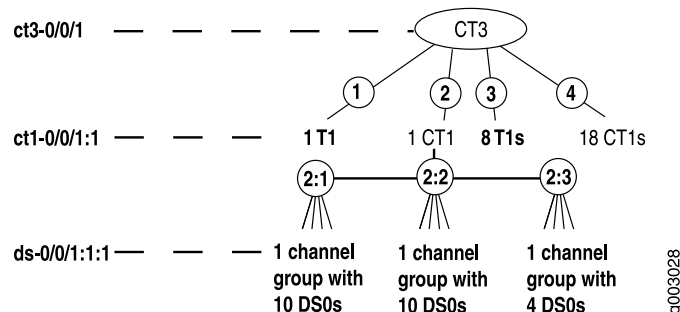 ct3-0/0/1
CT3
1
2
3
4
ct1-0/0/1:1
1 T1
1 CT1
8 T1s
18 CT1s
2:1
2:2
2:3
ds-0/0/1:1:1
1 channel
group with
10 DS0s
1 channel
group with
10 DS0s
1 channel
group with
4 DS0s
g003028